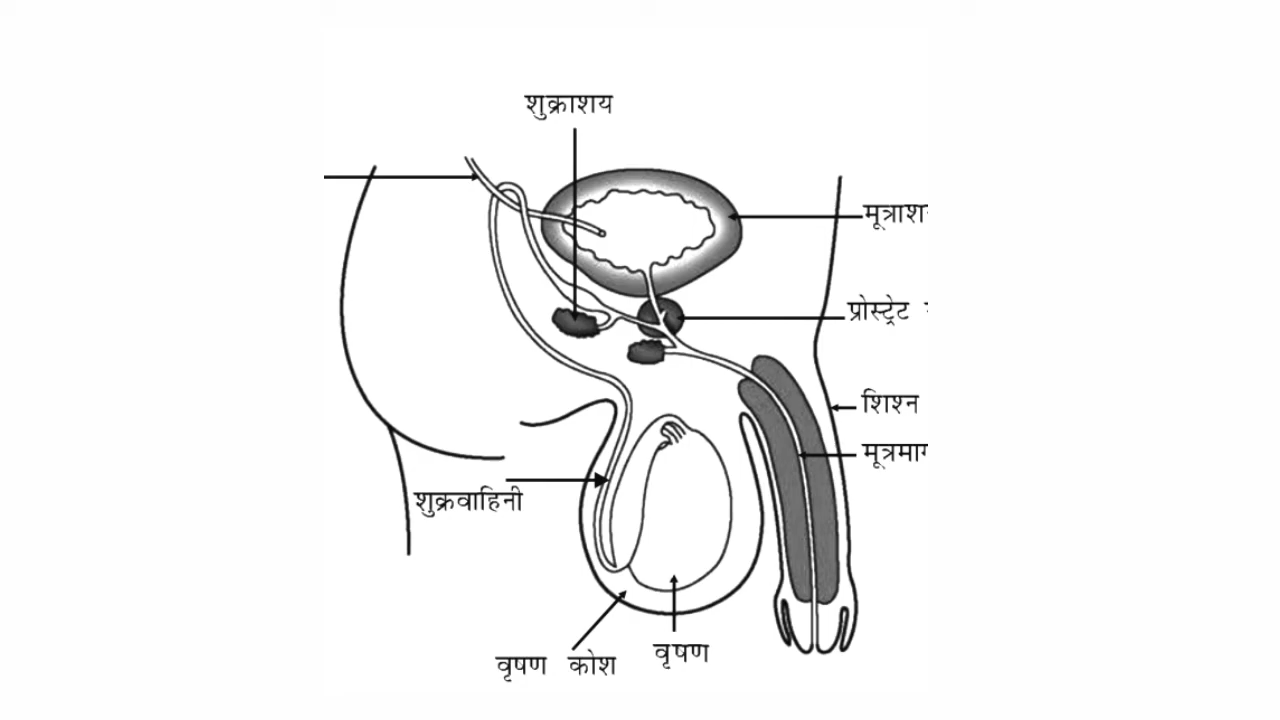 शुक्राशय
मूत्राश
प्रोस्ट्रेट
शिश्न
मूत्रमा
शुक्रवाहिनी
वृषण कोश
वृषण